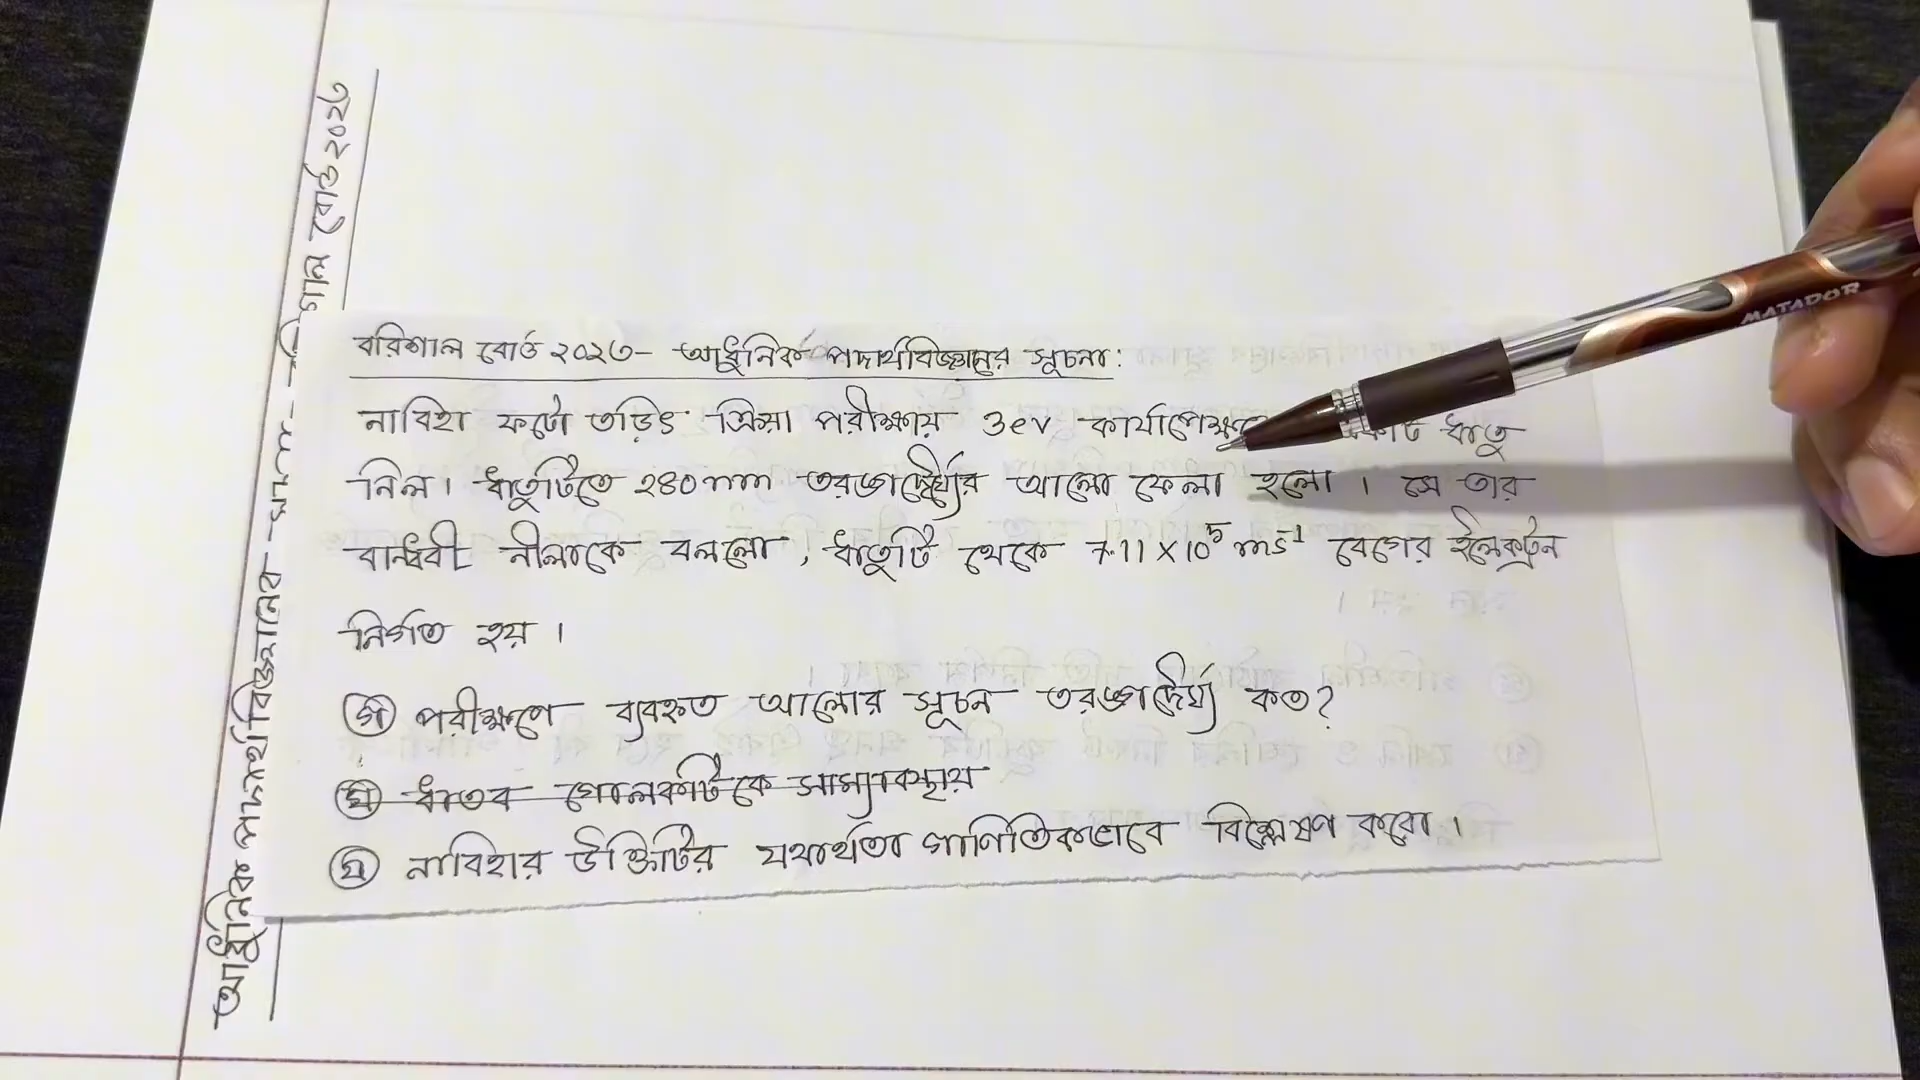 বরিশাল বোর্ড ২০২৩- আধুনিক পদার্থবিজ্ঞানের সূচনা:
নাবিহা ফটো তড়িৎ ক্রিয়া পরীক্ষায় 3ev কার্যাপেক্ষকের ধাতু
নিল। ধাতুটিতে ২৪০nm তরঙ্গদৈর্ঘ্যের আলো ফেলা হলো। সে তার
বান্ধবী নীলাকে বললো, ধাতুটি থেকে 7.11 X 10⁵ ms⁻¹ বেগের ইলেকট্রন
নির্গত হয়।
গ পরীক্ষণে ব্যবহৃত আলোর সূচন তরঙ্গদৈর্ঘ্য কত?
ঘ ধাতব গোলকটিকে সাম্যাবস্থায়
ঘ নাবিহার উক্তিটির যথার্থতা গাণিতিকভাবে বিশ্লেষণ করো।
আধুনিক পদার্থবিজ্ঞানের বোর্ড ২০২৩
MATADOR